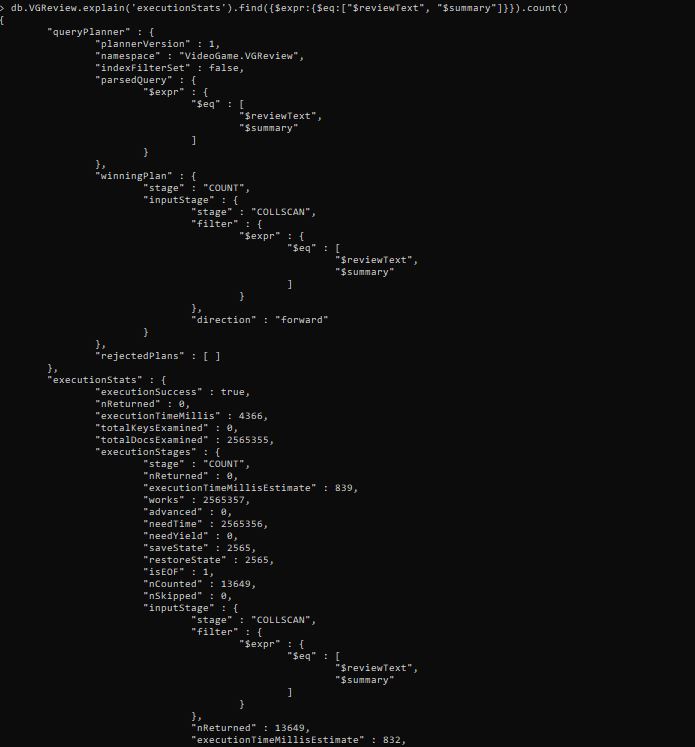 > db.VGReview.explain('executionStats').find({$expr:{$eq:["$reviewText", "$summary"]}}).count()
{
"queryPlanner" : {
"plannerVersion" : 1,
"namespace" : "VideoGame.VGReview",
"indexFilterSet" : false,
"parsedQuery" : {
"$expr" : {
"$eq" : [
"$reviewText",
"$summary"
]
}
},
"winningPlan" : {
"stage" : "COUNT",
"inputStage" : {
"stage" : "COLLSCAN",
"filter" : {
"$expr" : {
"$eq" : [
"$reviewText",
"$summary"
]
}
},
"direction" : "forward"
}
},
"rejectedPlans" : [ ]
},
"executionStats" : {
"executionSuccess" : true,
"nReturned" : 0,
"executionTimeMillis" : 4366,
"totalKeysExamined" : 0,
"totalDocsExamined" : 2565355,
"executionStages" : {
"stage" : "COUNT",
"nReturned" : 0,
"executionTimeMillisEstimate" : 839,
"works" : 2565357,
"advanced" : 0,
"needTime" : 2565356,
"needYield" : 0,
"saveState" : 2565,
"restoreState" : 2565,
"isEOF" : 1,
"nCounted" : 13649,
"nSkipped" : 0,
"inputStage" : {
"stage" : "COLLSCAN",
"filter" : {
"$expr" : {
"$eq" : [
"$reviewText",
"$summary"
]
}
},
"nReturned" : 13649,
"executionTimeMillisEstimate" : 832,